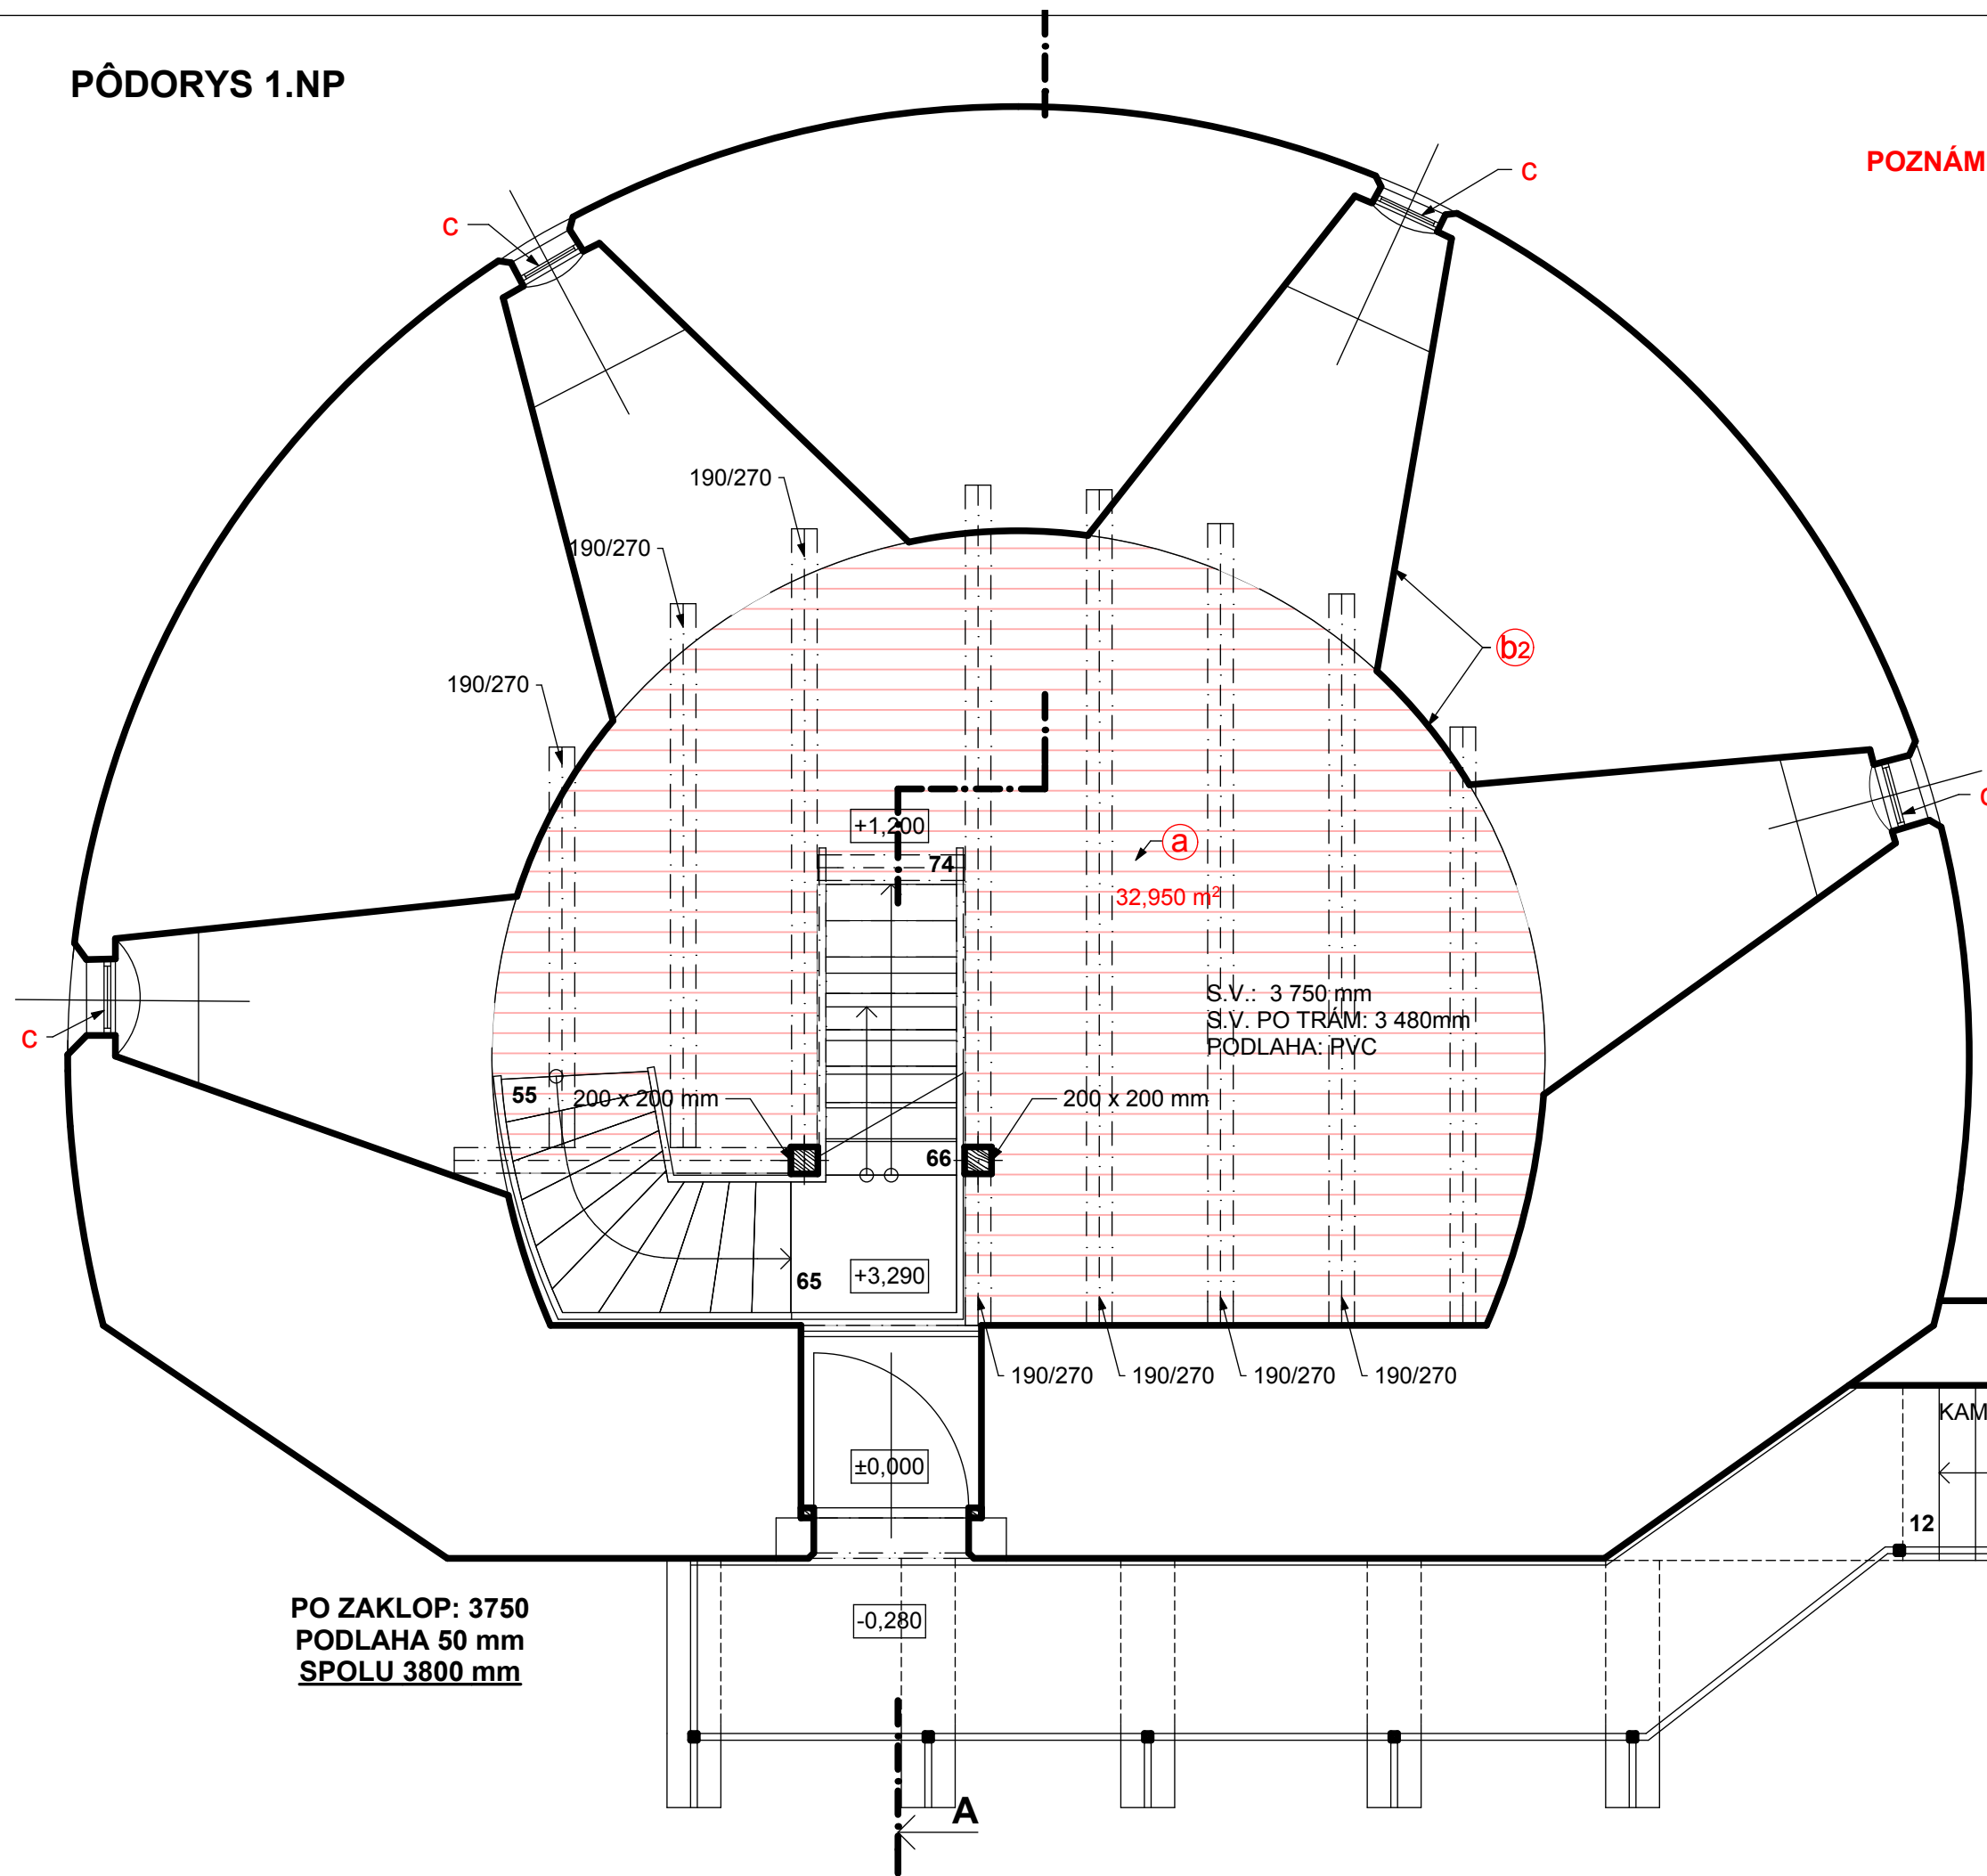 PÔDORYS 1.NP
POZNÁM
c
c
190/270
190/270
b2
190/270
+1,200
a
74
32,950 m²
S.V.: 3 750 mm
S.V. PO TRÁM: 3 480mm
PODLAHA: PVC
c
55
200 x 200 mm
200 x 200 mm
66
65
+3,290
190/270
190/270
190/270
190/270
KAM
±0,000
12
-0,280
PO ZAKLOP: 3750
PODLAHA 50 mm
SPOLU 3800 mm
A